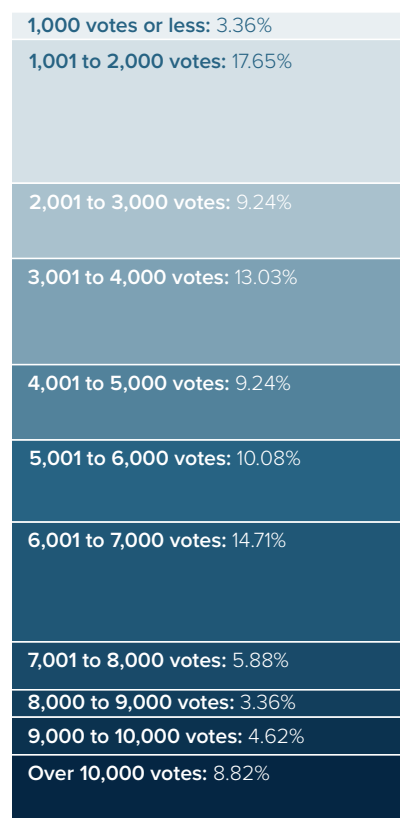 1,000 votes or less: 3.36%
1,001 to 2,000 votes: 17.65%
2,001 to 3,000 votes: 9.24%
3,001 to 4,000 votes: 13.03%
4,001 to 5,000 votes: 9.24%
5,001 to 6,000 votes: 10.08%
6,001 to 7,000 votes: 14.71%
7,001 to 8,000 votes: 5.88%
8,000 to 9,000 votes: 3.36%
9,000 to 10,000 votes: 4.62%
Over 10,000 votes: 8.82%